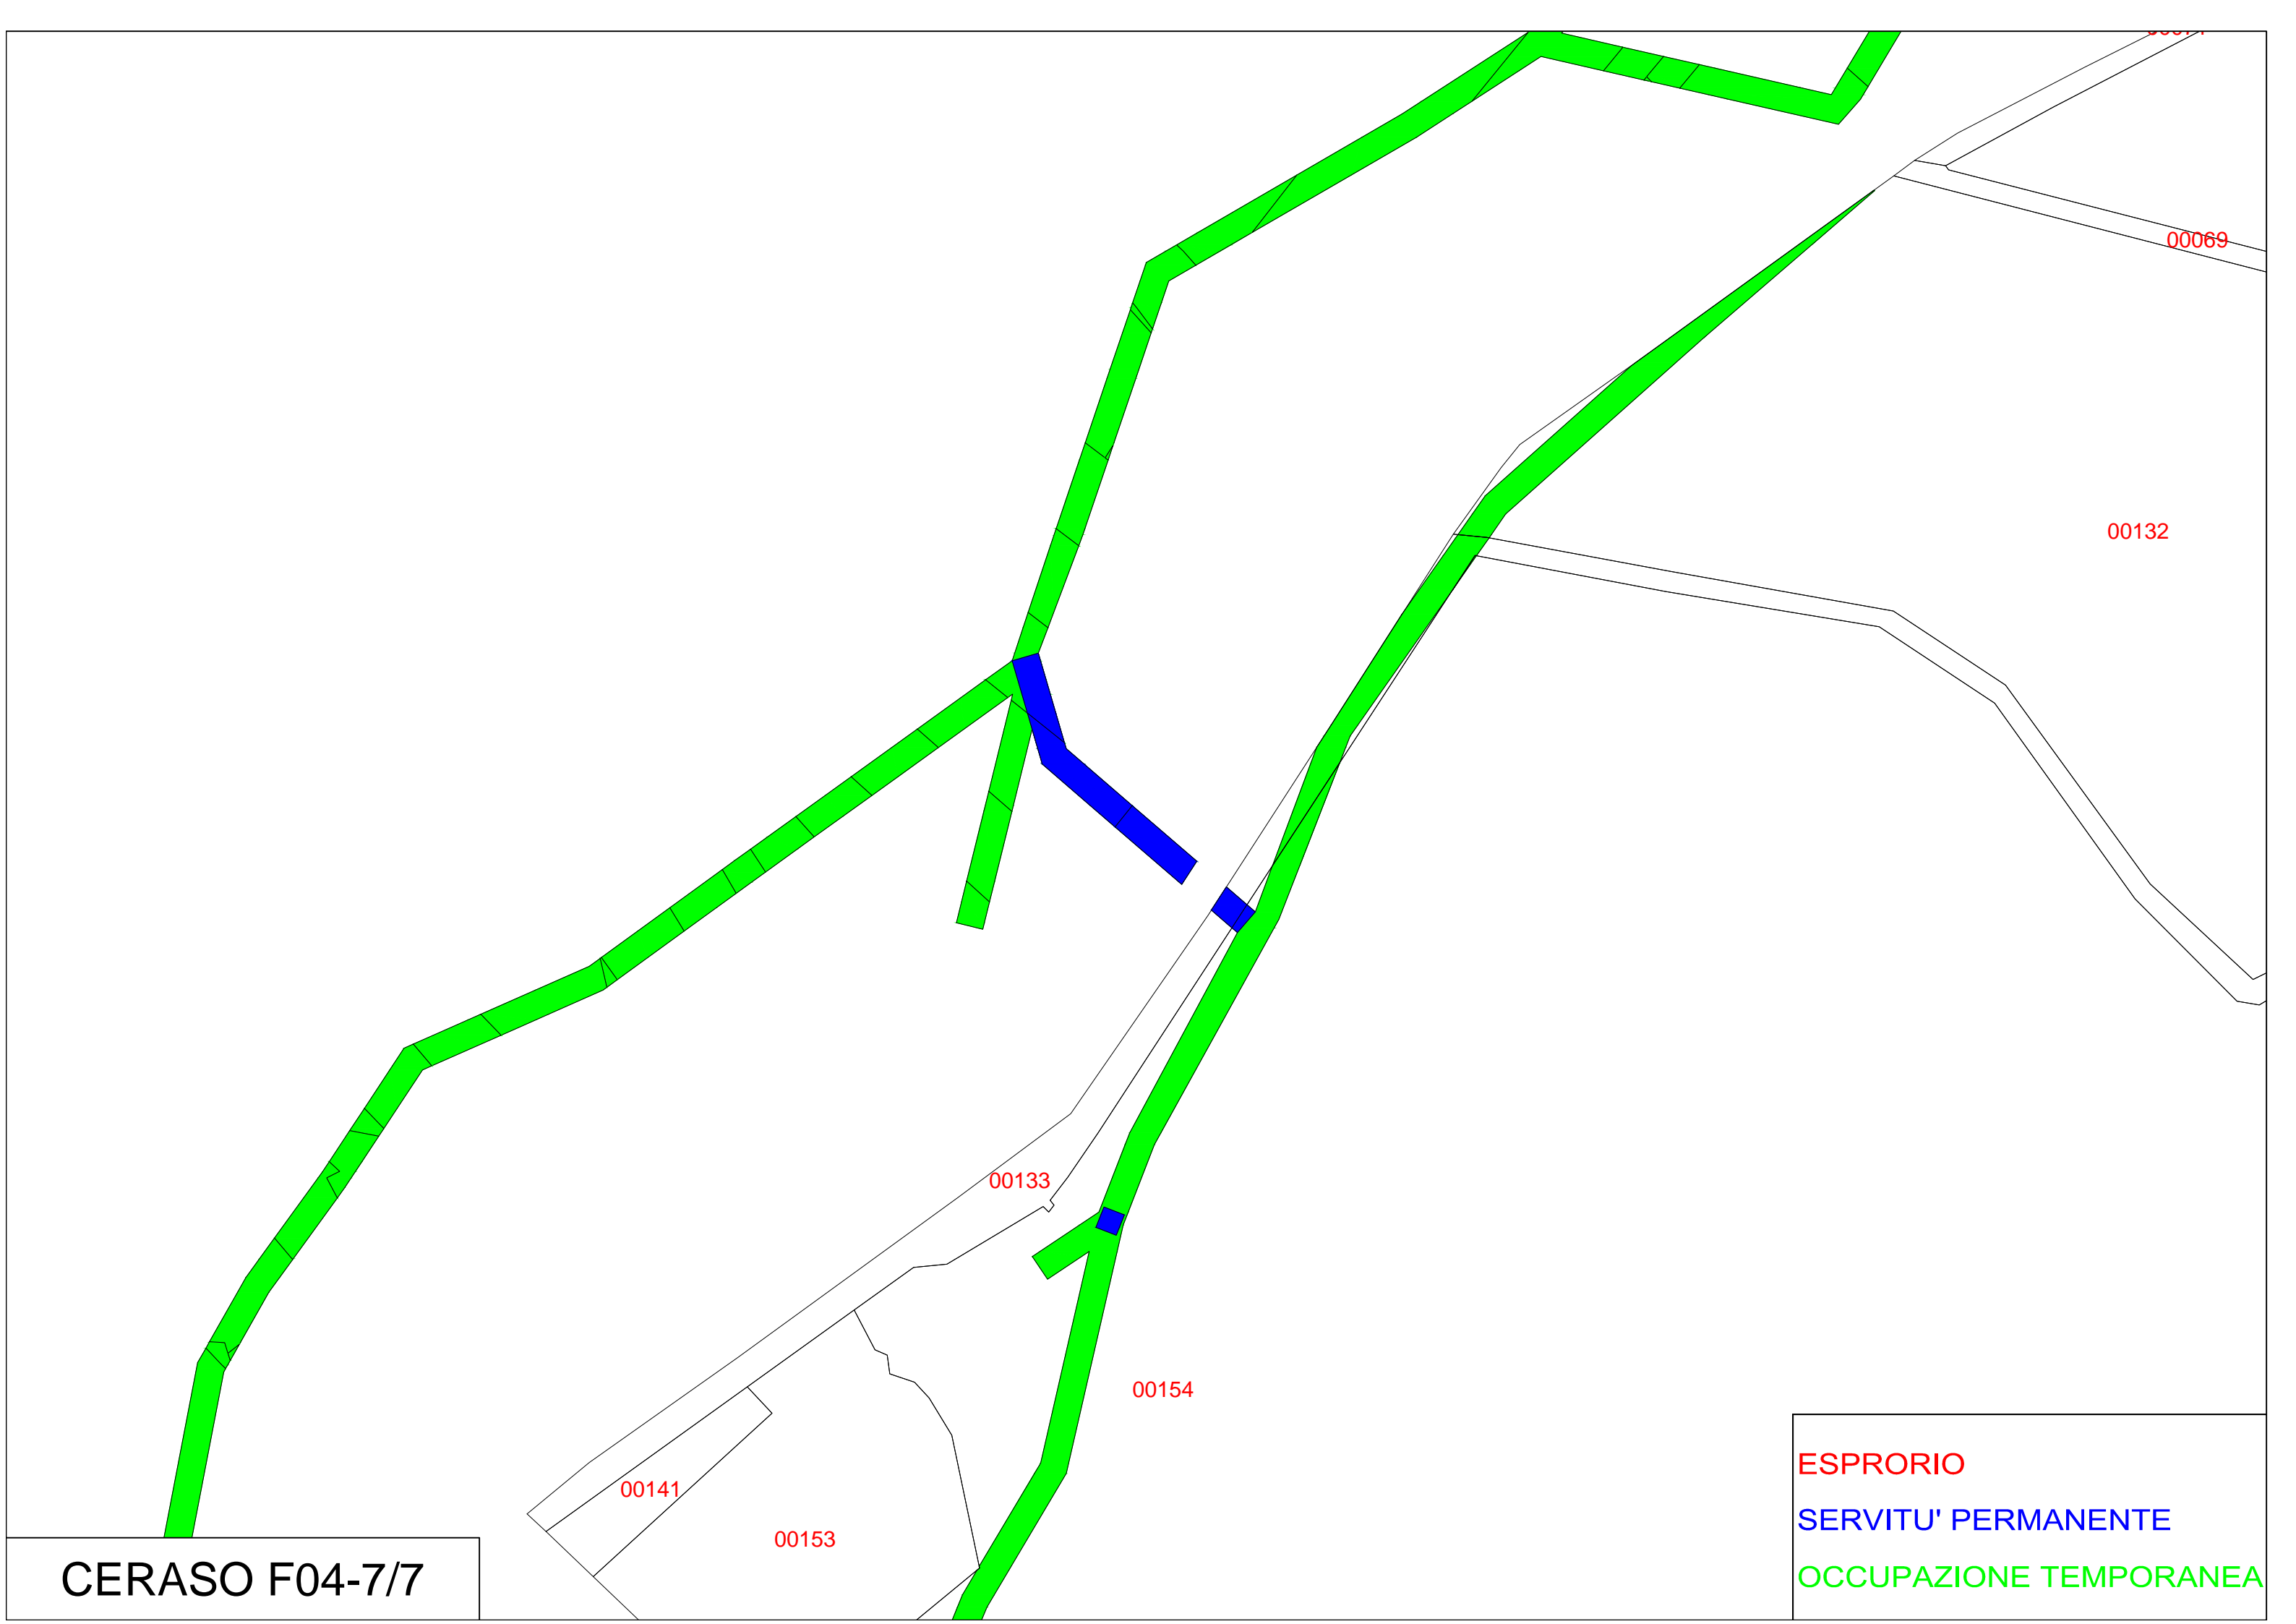 00069
00132
00133
00154
00141
00153
ESPRORIO
SERVITU' PERMANENTE
OCCUPAZIONE TEMPORANEA
CERASO F04-7/7